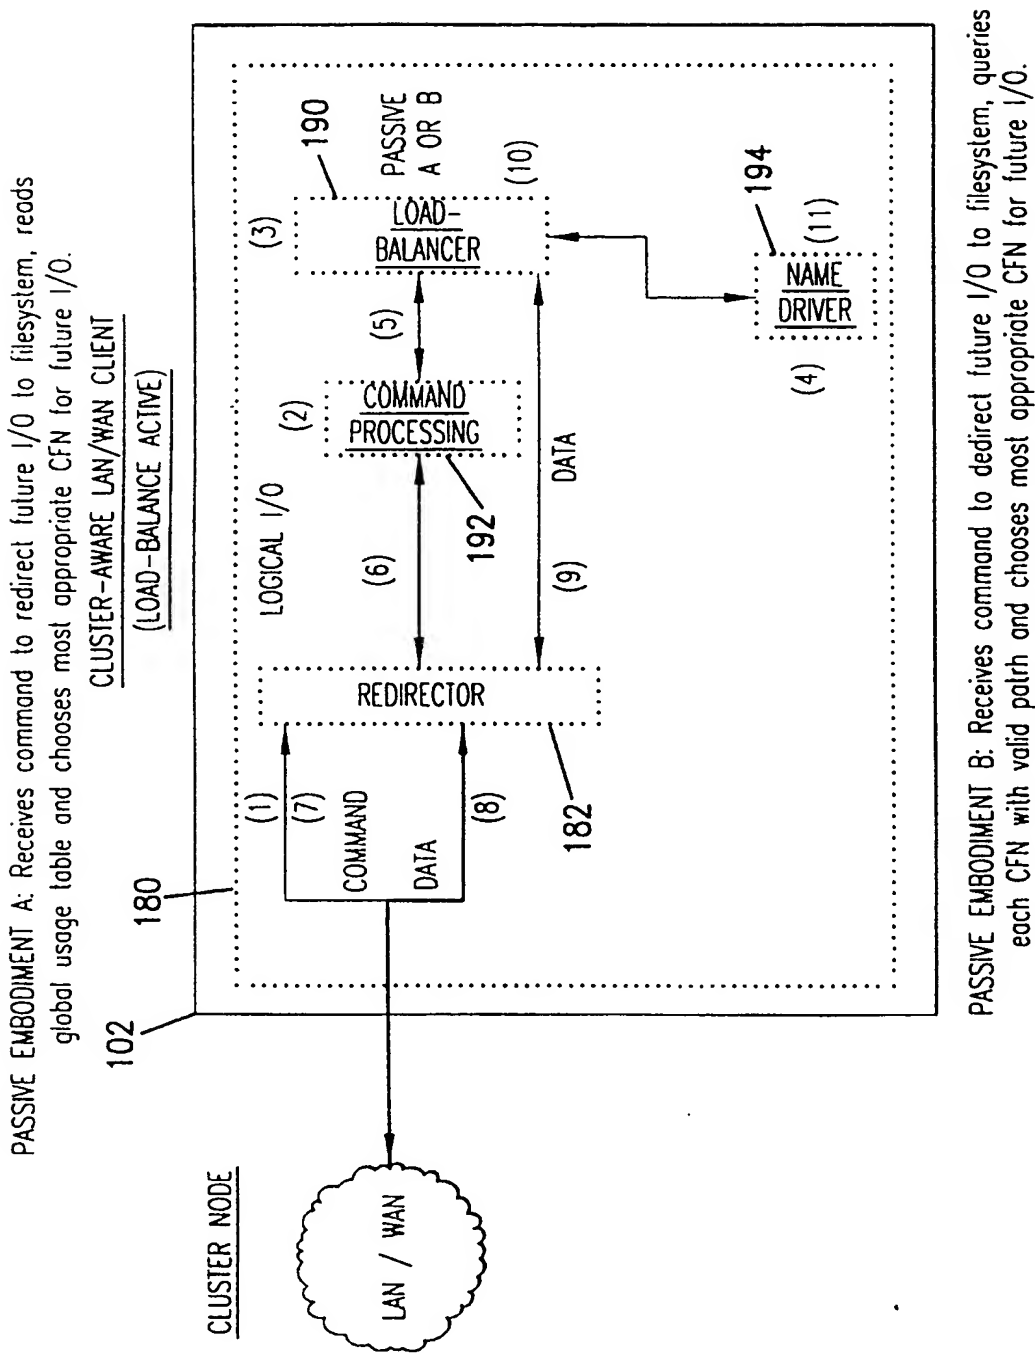 PASSIVE EMBODIMENT A: Receives command to redirect future I/O to filesystem, reads
global usage table and chooses most appropriate CFN for future I/O.
CLUSTER-AWARE LAN/WAN CLIENT
(LOAD-BALANCE ACTIVE)
102
180
190
(3)
LOAD-
BALANCER
PASSIVE
A OR B
(10)
(5)
(2)
COMMAND
PROCESSING
192
LOGICAL I/O
(6)
DATA
(9)
REDIRECTOR
182
(1)
(7)
COMMAND
DATA
(8)
194
NAME
DRIVER
(11)
(4)
CLUSTER NODE
LAN / WAN
PASSIVE EMBODIMENT B: Receives command to dedirect future I/O to filesystem, queries
each CFN with valid patrh and chooses most appropriate CFN for future I/O.